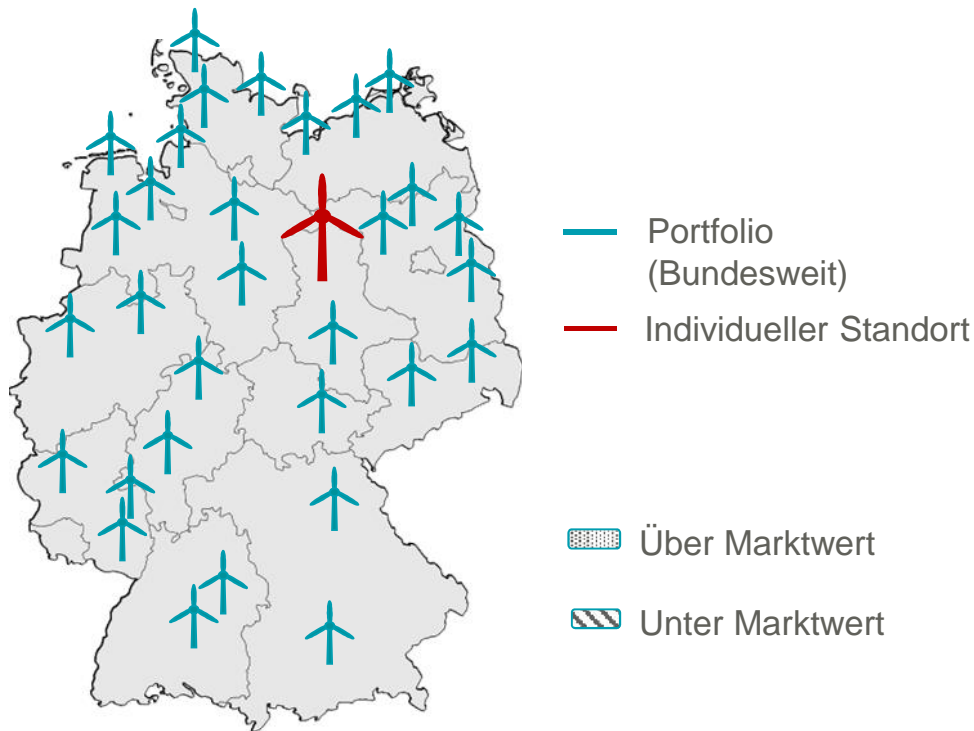 Portfolio
(Bundesweit)
Individueller Standort
Über Marktwert
Unter Marktwert